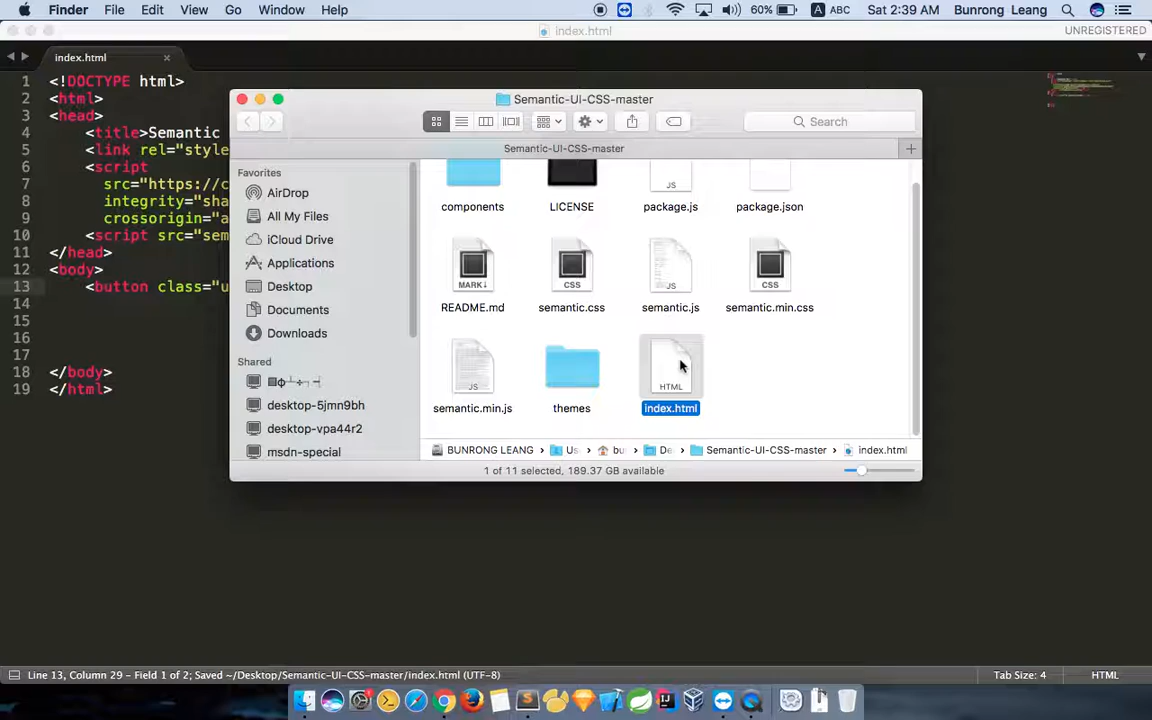 Finder File Edit View Go Window Help
60% A ABC Sat 2:39 AM Bunrong Leang
index.html
UNREGISTERED
index.html
1 <!DOCTYPE html>
2 <html>
3 <head>
4 <title>Semantic
5 <link rel="style
6 <script
7 src="https://c
8 integrity="sha
9 crossorigin="a
10 <script src="sem
11 </head>
12 <body>
13 <button class="u
14
15
16
17
18 </body>
19 </html>
Semantic-UI-CSS-master
Search
Semantic-UI-CSS-master
Favorites
AirDrop
All My Files
iCloud Drive
Applications
Desktop
Documents
Downloads
Shared
desktop-5jmn9bh
desktop-vpa44r2
msdn-special
components
LICENSE
JS
package.js
package.json
MARK↓
README.md
CSS
semantic.css
JS
semantic.js
CSS
semantic.min.css
JS
semantic.min.js
themes
HTML
index.html
BUNRONG LEANG › Us › bu › De › Semantic-UI-CSS-master › index.html
1 of 11 selected, 189.37 GB available
Line 13, Column 29 - Field 1 of 2; Saved ~/Desktop/Semantic-UI-CSS-master/index.html (UTF-8)
Tab Size: 4
HTML